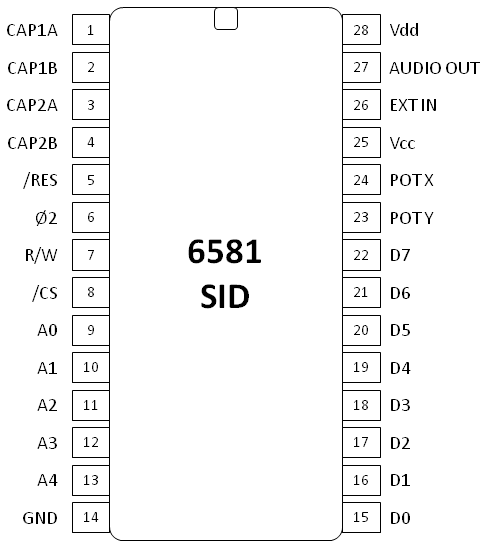 CAP1A 1 28 Vdd
CAP1B 2 27 AUDIO OUT
CAP2A 3 26 EXT IN
CAP2B 4 25 Vcc
/RES 5 24 POT X
Ø2 6 23 POT Y
R/W 7 22 D7
6581
SID
/CS 8 21 D6
A0 9 20 D5
A1 10 19 D4
A2 11 18 D3
A3 12 17 D2
A4 13 16 D1
GND 14 15 D0